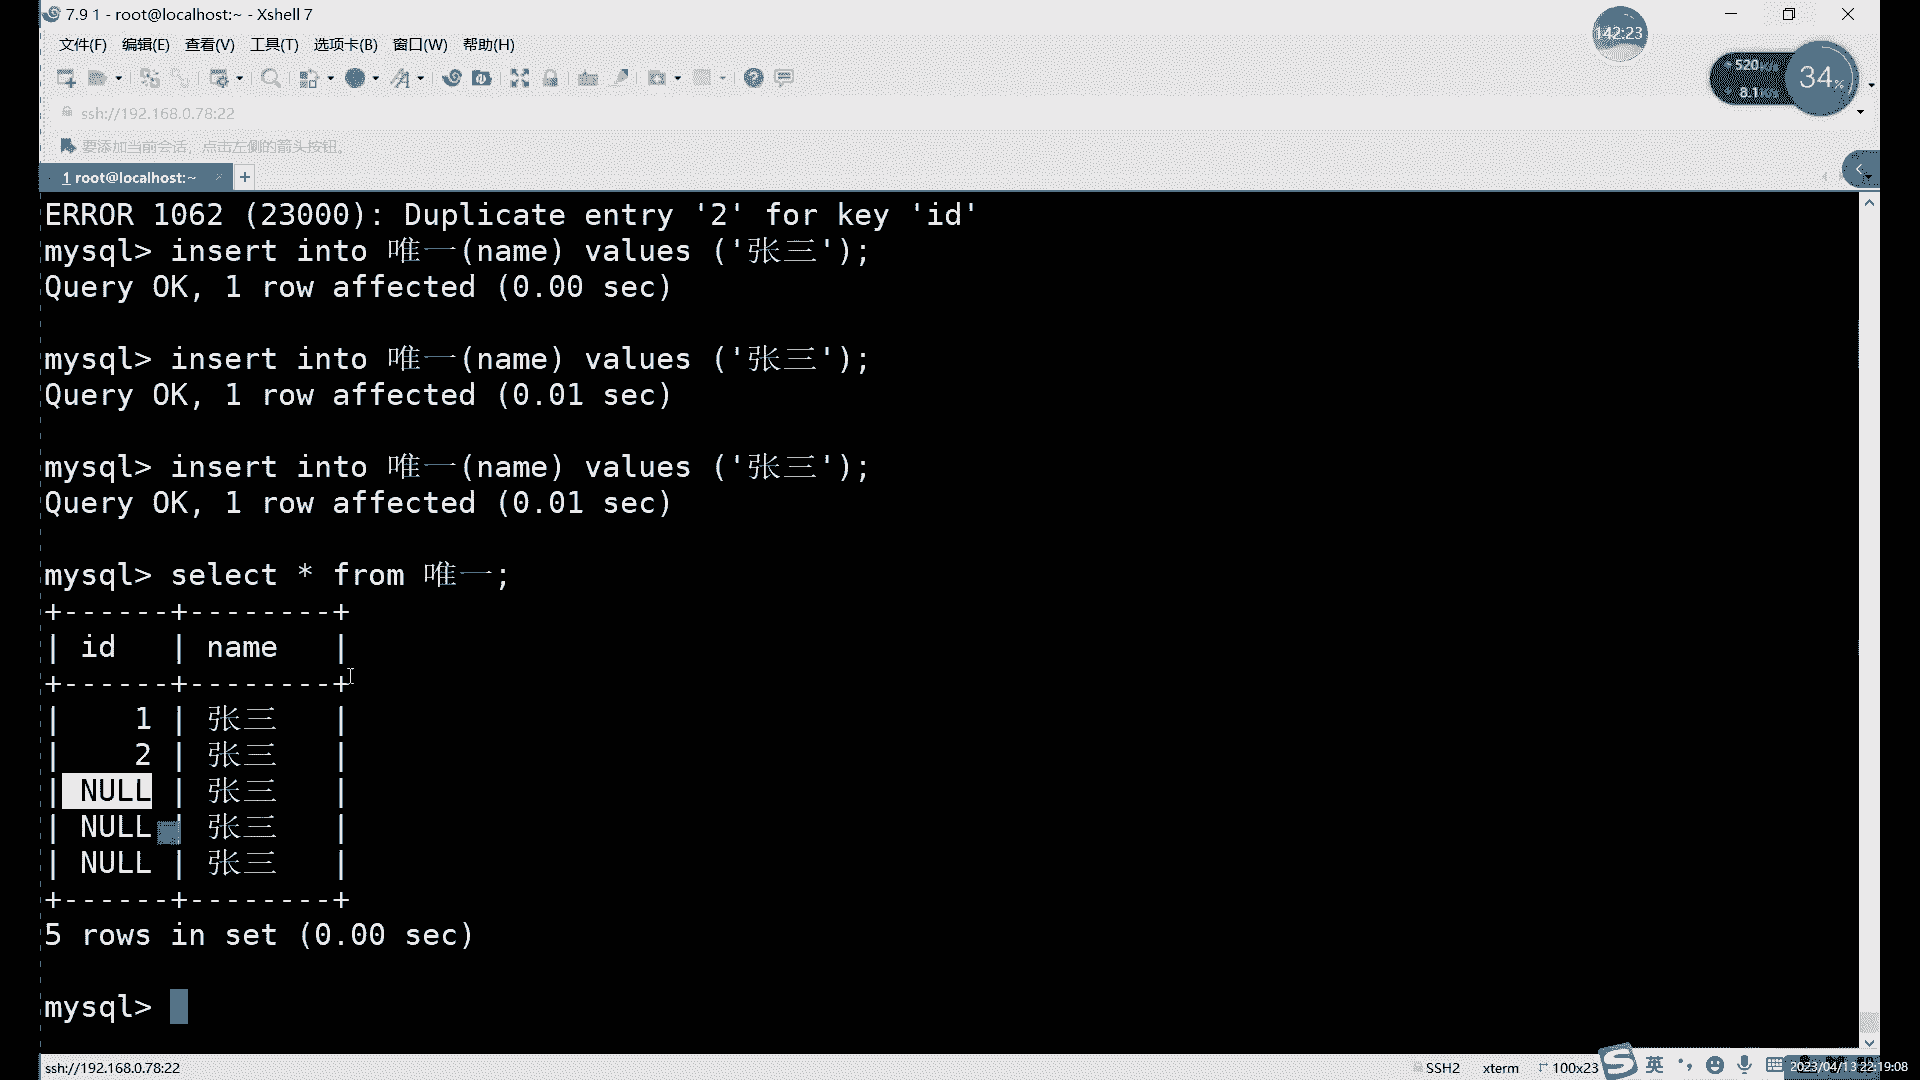 7.9 1 - root@localhost:~ - Xshell 7
142:23
文件(F) 编辑(E) 查看(V) 工具(T) 选项卡(B) 窗口(W) 帮助(H)
520K/s
8.1K/s
34%
ssh://192.168.0.78:22
要添加当前会话，点击左侧的箭头按钮。
1 root@localhost:~ × +
ERROR 1062 (23000): Duplicate entry '2' for key 'id'
mysql> insert into 唯一(name) values ('张三');
Query OK, 1 row affected (0.00 sec)
mysql> insert into 唯一(name) values ('张三');
Query OK, 1 row affected (0.01 sec)
mysql> insert into 唯一(name) values ('张三');
Query OK, 1 row affected (0.01 sec)
mysql> select * from 唯一;
+------+--------+
| id   | name   |
+------+--------+
|    1 | 张三   |
|    2 | 张三   |
| NULL | 张三   |
| NULL | 张三   |
| NULL | 张三   |
+------+--------+
5 rows in set (0.00 sec)
mysql>
ssh://192.168.0.78:22 SSH2 xterm 100x23 英 2023/04/13 22:19:08